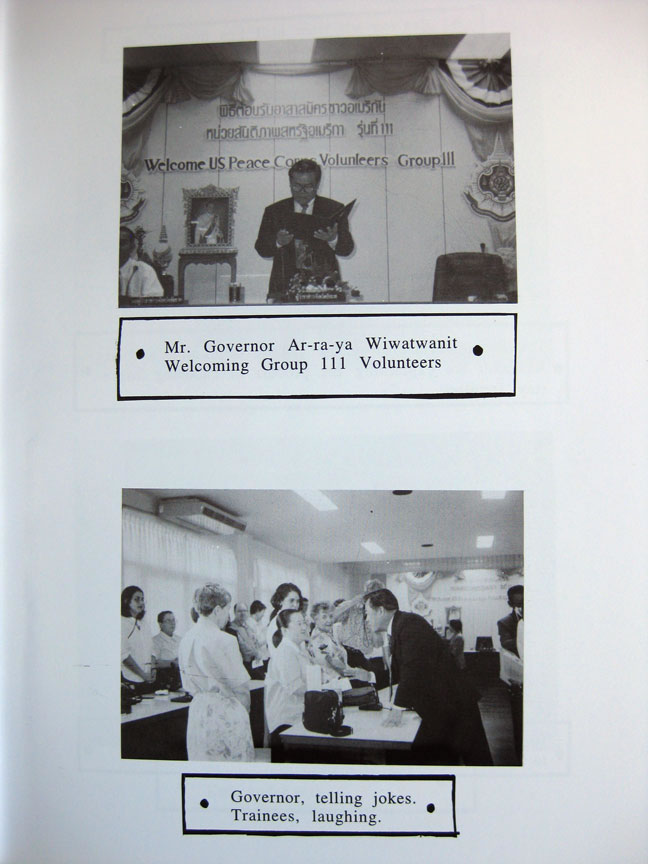 พิธีต้อนรับอาสาสมัครชาวอเมริกัน
หน่วยสันติภาพสหรัฐอเมริกา รุ่นที่ 111
Welcome US Peace Corps Volunteers Group 111
Mr. Governor Ar-ra-ya Wiwatwanit
Welcoming Group 111 Volunteers
Governor, telling jokes.
Trainees, laughing.